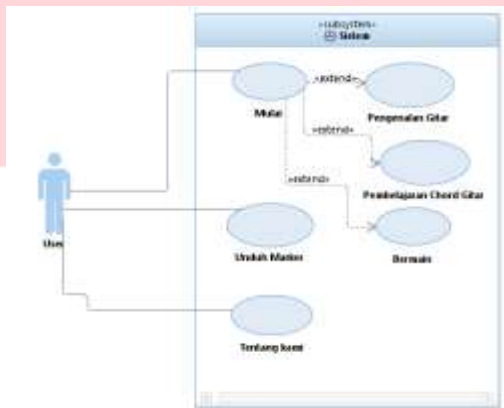 «subsystem»
Sistem
Mulai
«extend»
Pengenalan Gitar
«extend»
Pembelajaran Chord Gitar
«extend»
Bermain
User
Unduh Marker
Tentang kami